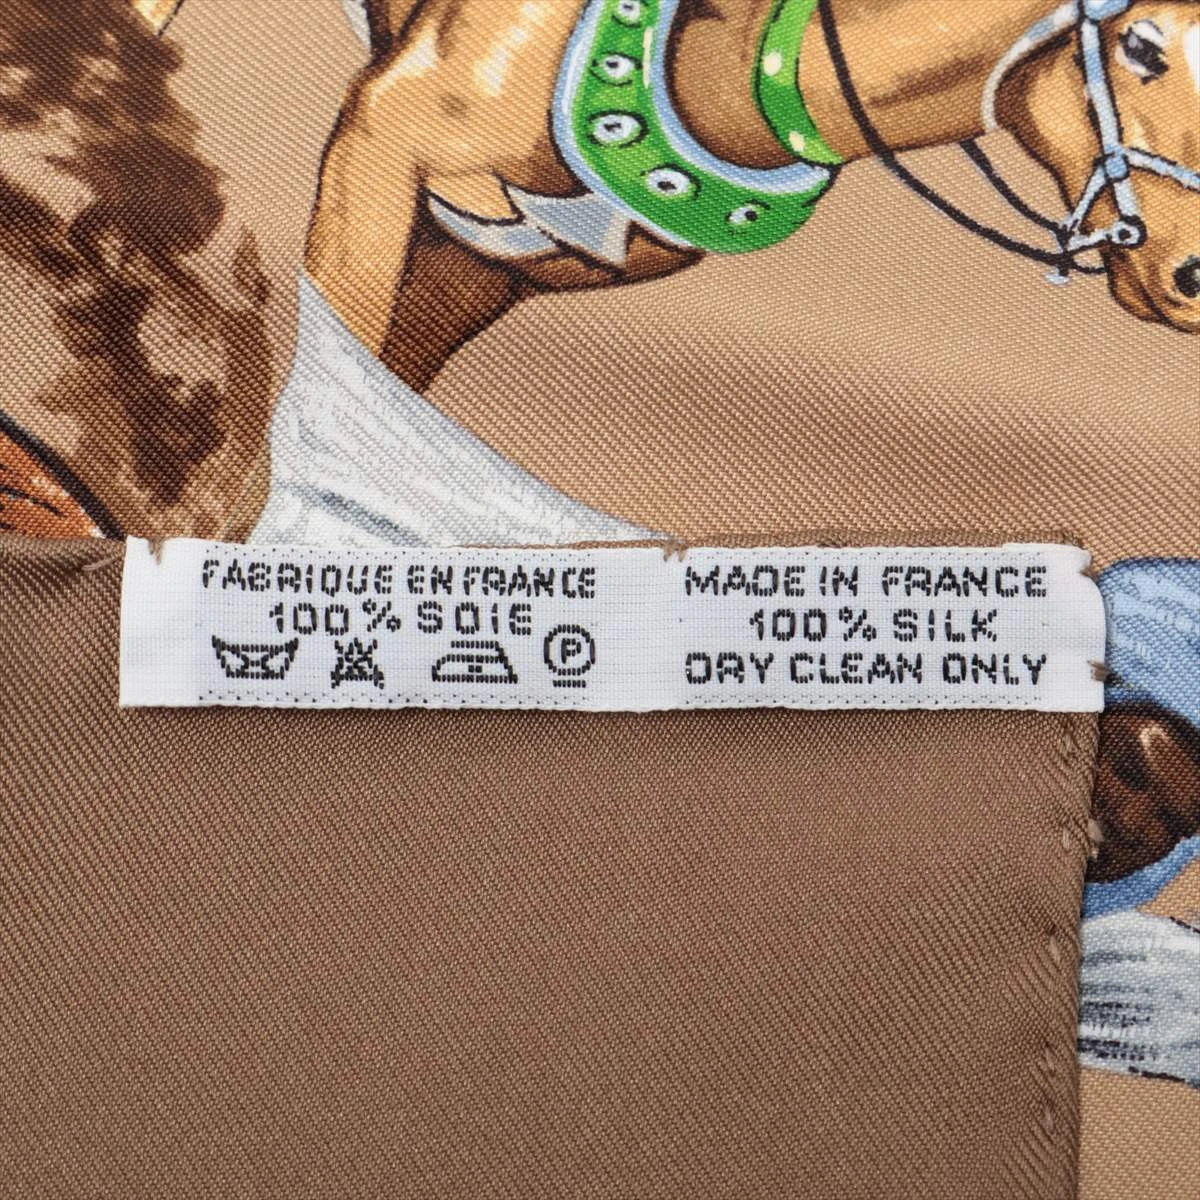 FABRIQUE EN FRANCE
100% SOIE
P
MADE IN FRANCE
100% SILK
DRY CLEAN ONLY